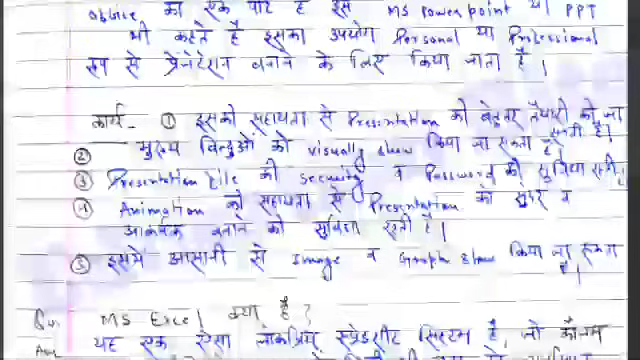 office का एक पार्ट है इसे MS PowerPoint या PPT
भी कहते है इसका उपयोग Personal या Professional
रूप से प्रेजेंटेशन बनाने के लिए किया जाता है।
कार्य - ① इसकी सहायता से Presentation की बेहतर तैयारी की जा सकती है।
② मुख्य बिन्दुओं को visually show किया जा सकता है।
③ Presentation file की security व Password की सुविधा रहती
④ Animation की सहायता से Presentation को सुंदर व
आकर्षक बनाने की सुविधा रहती है।
⑤ इसमें आसानी से Image व Graph show किया जा सकता है।
Que. MS Excel क्या है?
Ans यह एक ऐसा लोकप्रिय स्प्रेडशीट सिस्टम है, जो कॉलम